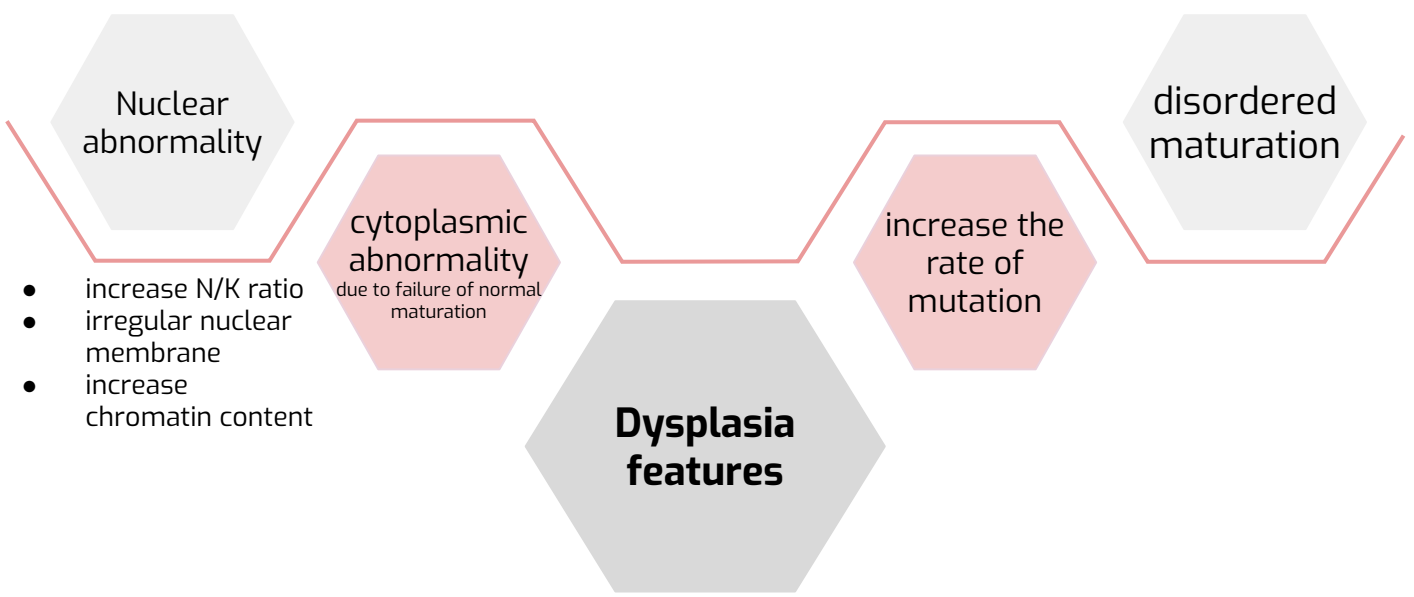 Nuclear
abnormality
● increase N/K ratio
● irregular nuclear
membrane
● increase
chromatin content
cytoplasmic
abnormality
due to failure of normal
maturation
Dysplasia
features
increase the
rate of
mutation
disordered
maturation